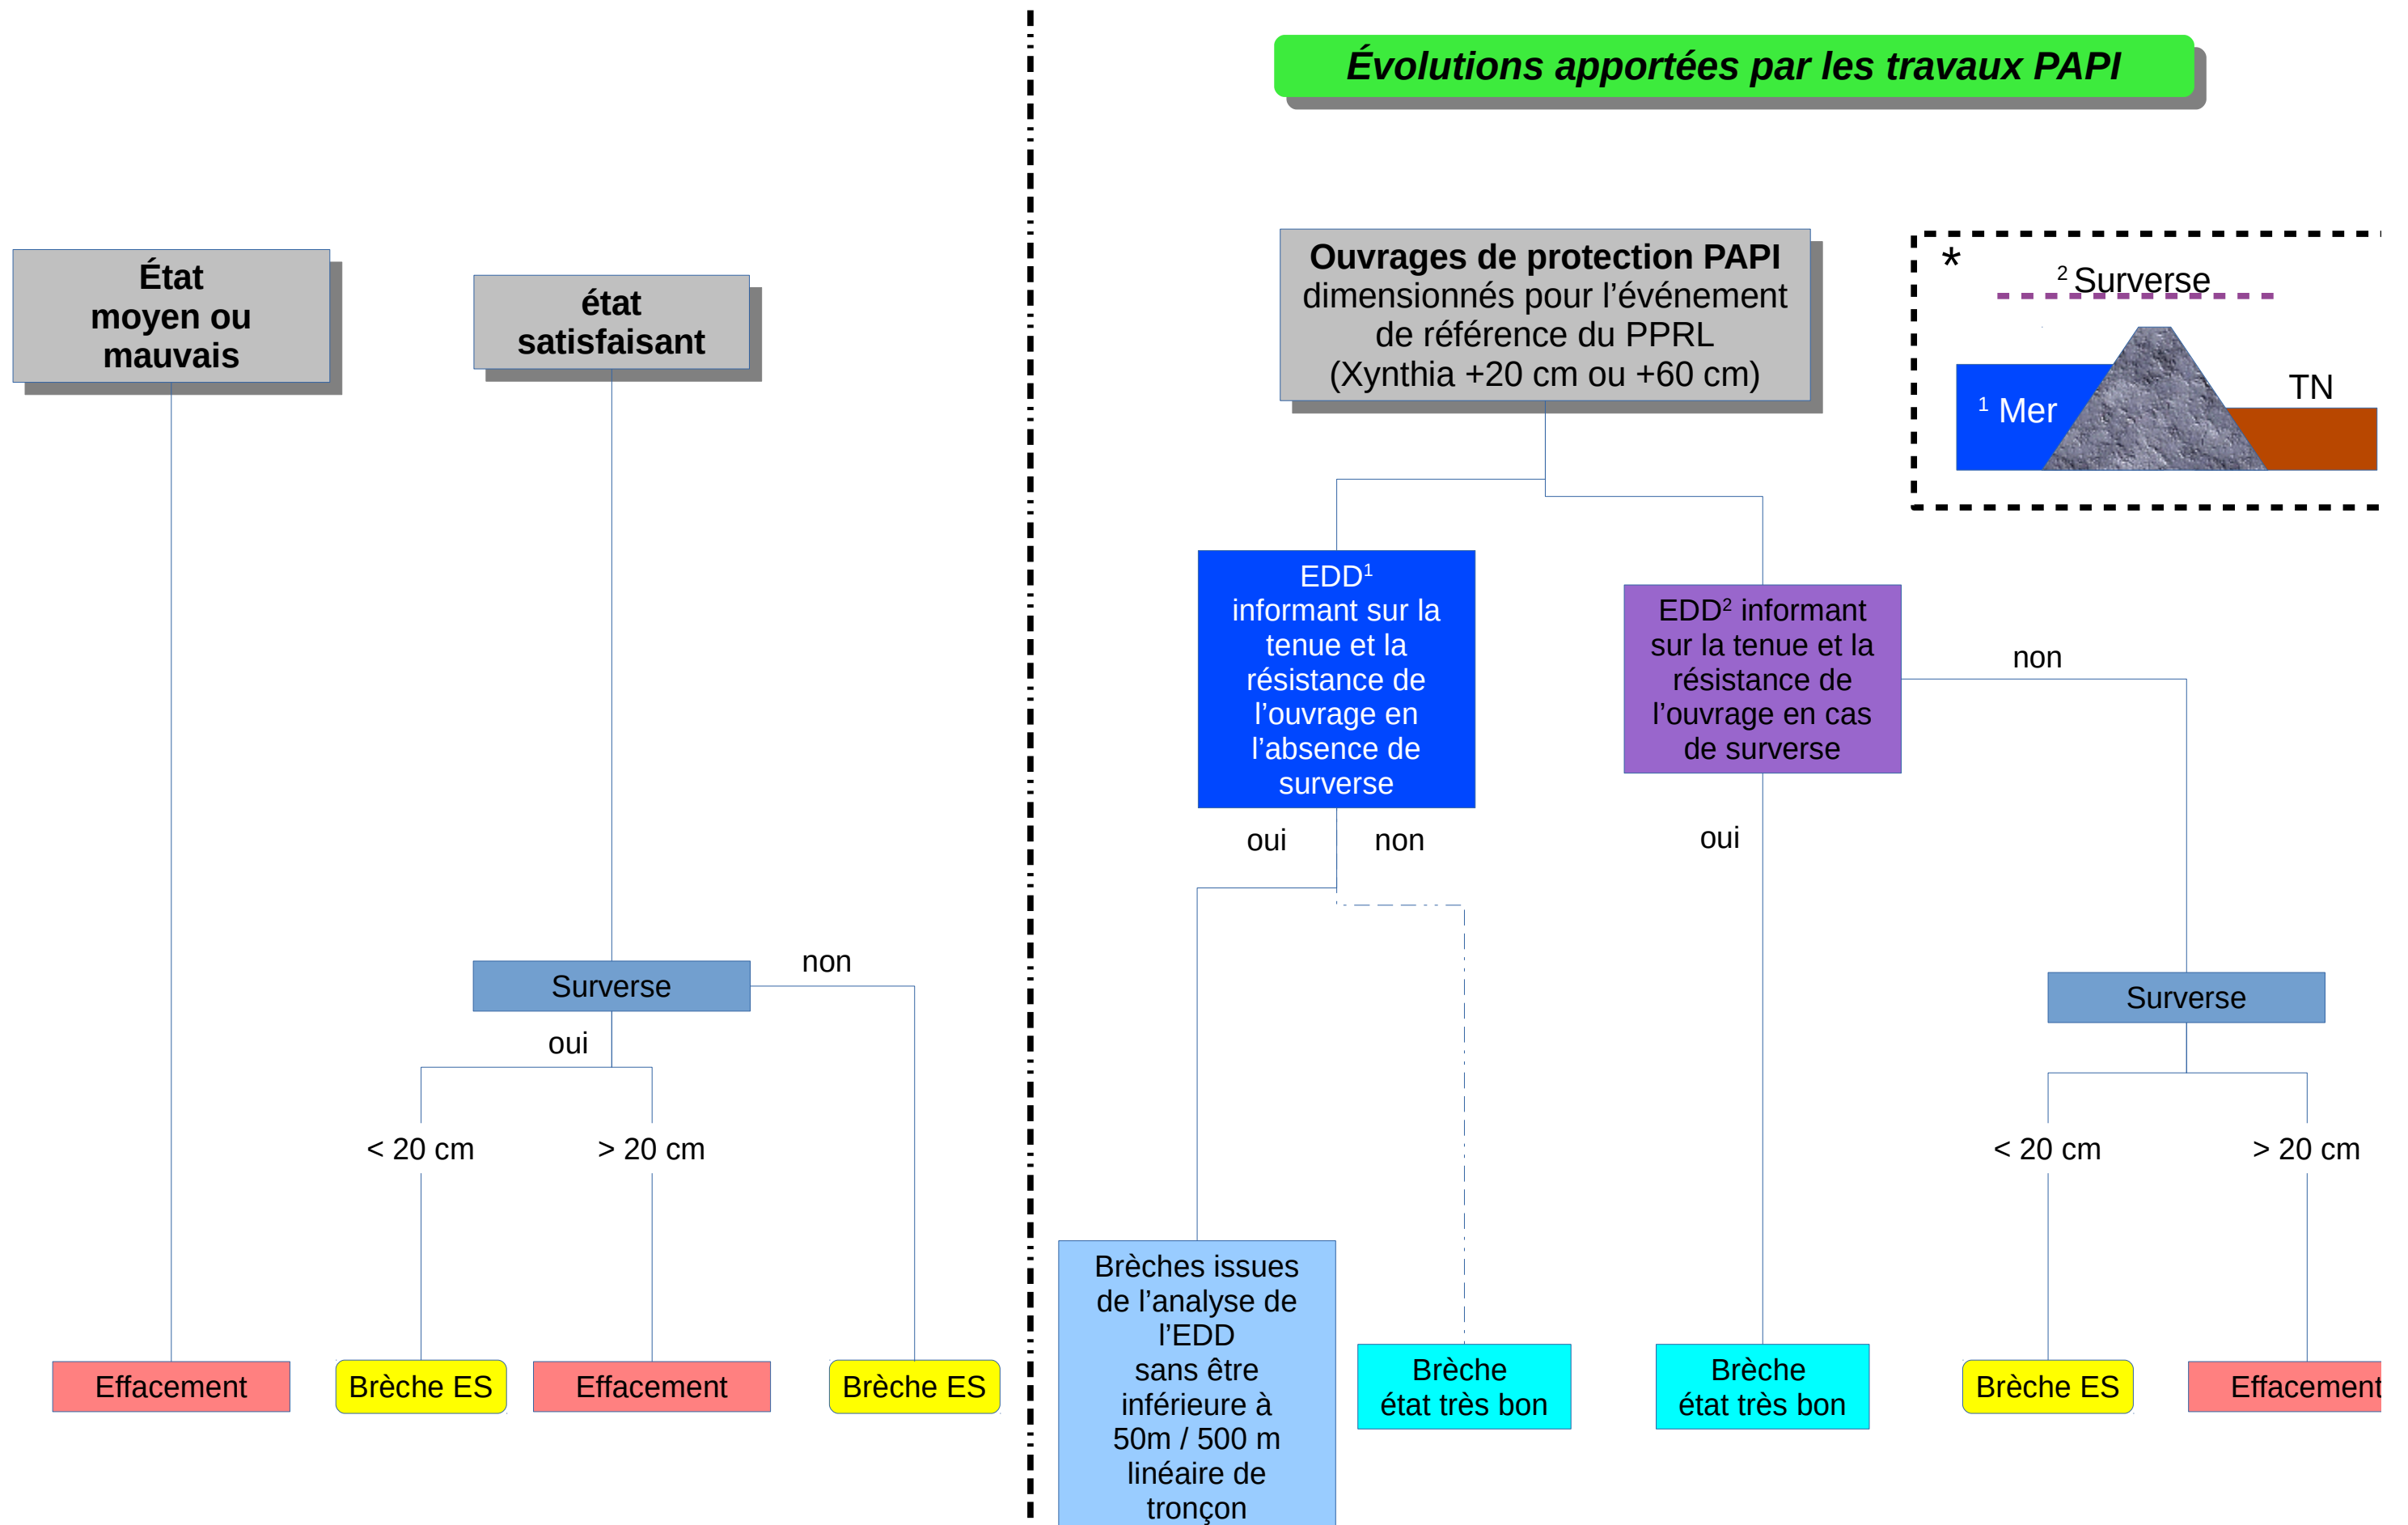 Évolutions apportées par les travaux PAPI
État
moyen ou
mauvais
état
satisfaisant
Ouvrages de protection PAPI
dimensionnés pour l’événement
de référence du PPRL
(Xynthia +20 cm ou +60 cm)
*
2 Surverse
1 Mer
TN
EDD1
informant sur la
tenue et la
résistance de
l’ouvrage en
l’absence de
surverse
EDD2 informant
sur la tenue et la
résistance de
l’ouvrage en cas
de surverse
non
oui
non
oui
Surverse
non
oui
Surverse
< 20 cm
> 20 cm
< 20 cm
> 20 cm
Effacement
Brèche ES
Effacement
Brèche ES
Brèches issues
de l’analyse de
l’EDD
sans être
inférieure à
50m / 500 m
linéaire de
tronçon
Brèche
état très bon
Brèche
état très bon
Brèche ES
Effacement